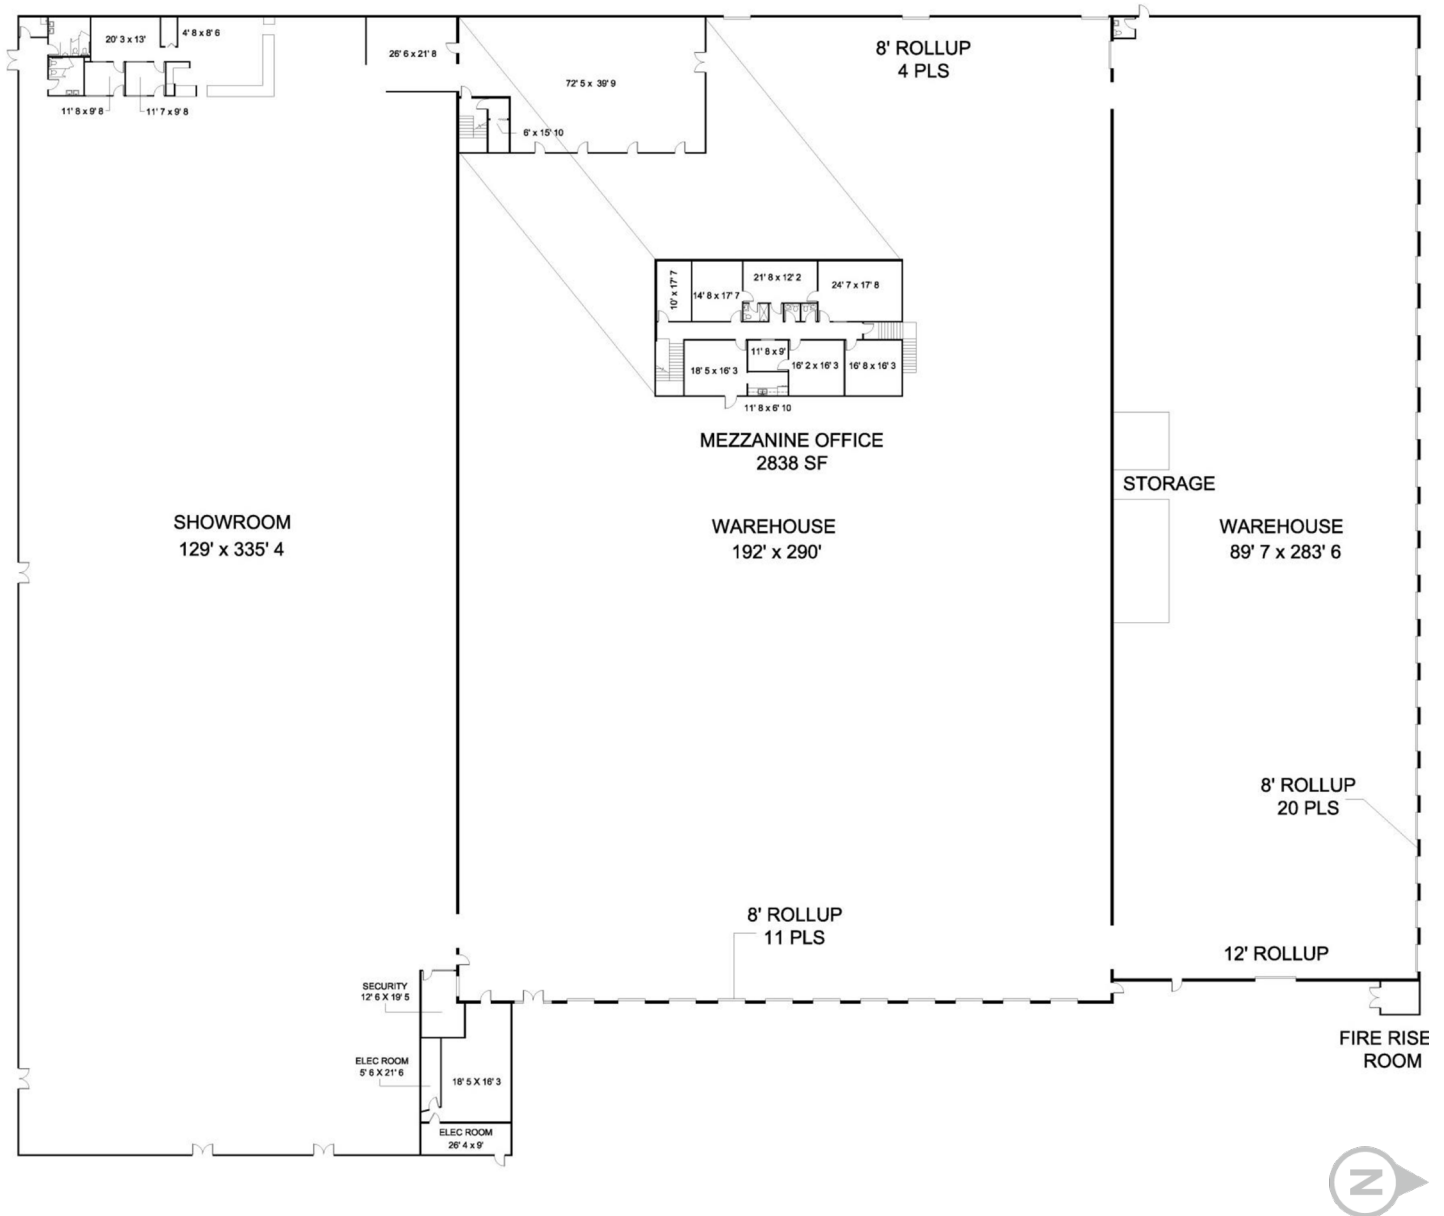 20' 3 x 13'
4' 8 x 8' 6
26' 6 x 21' 8
11' 8 x 9' 8
11' 7 x 9' 8
72' 5 x 39' 9
6' x 15' 10
8' ROLLUP
4 PLS
10' x 17' 7
14' 8 x 17' 7
21' 8 x 12' 2
24' 7 x 17' 8
18' 5 x 16' 3
11' 8 x 9'
16' 2 x 16' 3
16' 8 x 16' 3
11' 8 x 6' 10
MEZZANINE OFFICE
2838 SF
STORAGE
SHOWROOM
129' x 335' 4
WAREHOUSE
192' x 290'
WAREHOUSE
89' 7 x 283' 6
8' ROLLUP
20 PLS
8' ROLLUP
11 PLS
12' ROLLUP
SECURITY
12' 6 X 19' 5
ELEC ROOM
5' 6 X 21' 6
18' 5 X 16' 3
ELEC ROOM
26' 4 x 9'
FIRE RISE
ROOM
N